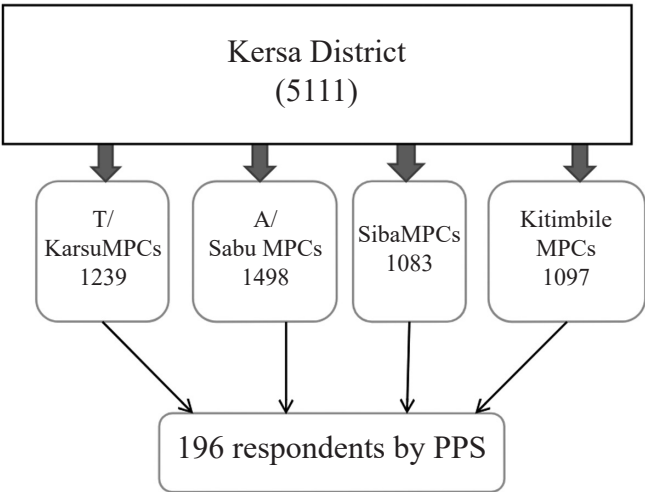 Kersa District
(5111)
T/
KarsuMPCs
1239
A/
Sabu MPCs
1498
SibaMPCs
1083
Kitimbile
MPCs
1097
196 respondents by PPS